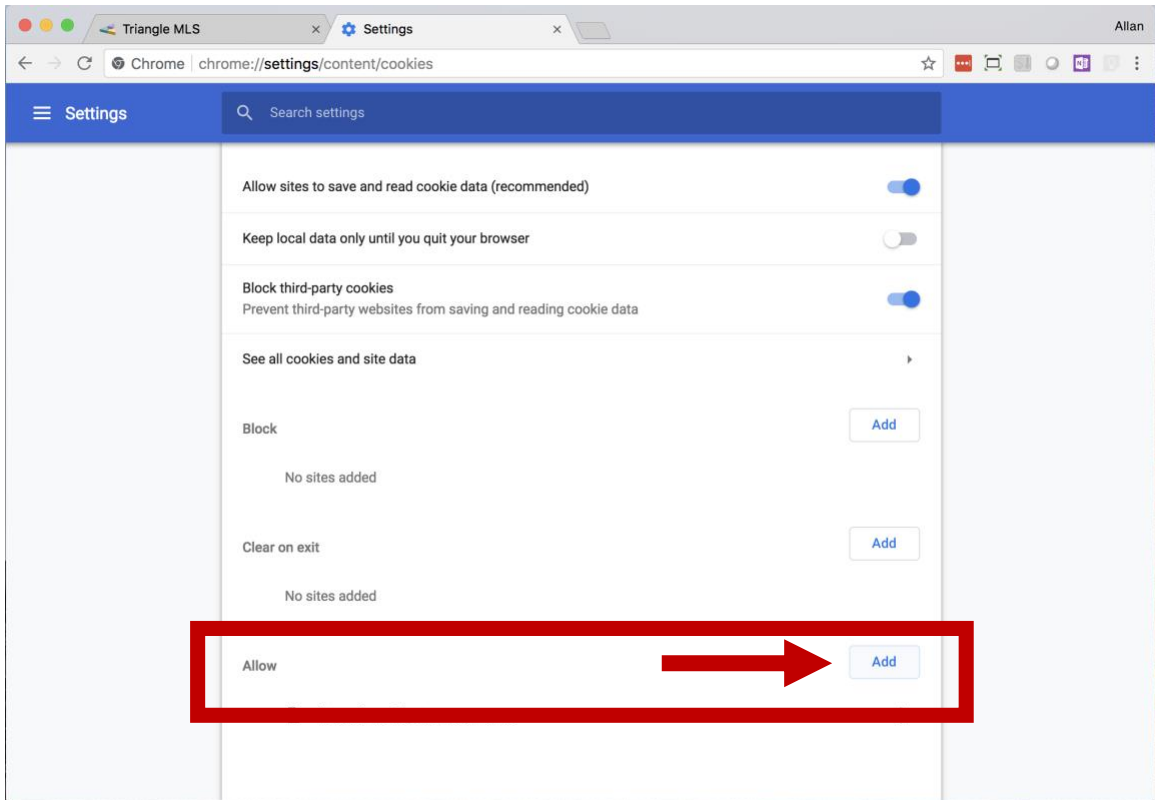 Triangle MLS
Settings
Allan
Chrome
chrome://settings/content/cookies
Settings
Search settings
Allow sites to save and read cookie data (recommended)
Keep local data only until you quit your browser
Block third-party cookies
Prevent third-party websites from saving and reading cookie data
See all cookies and site data
Block
Add
No sites added
Clear on exit
Add
No sites added
Allow
Add